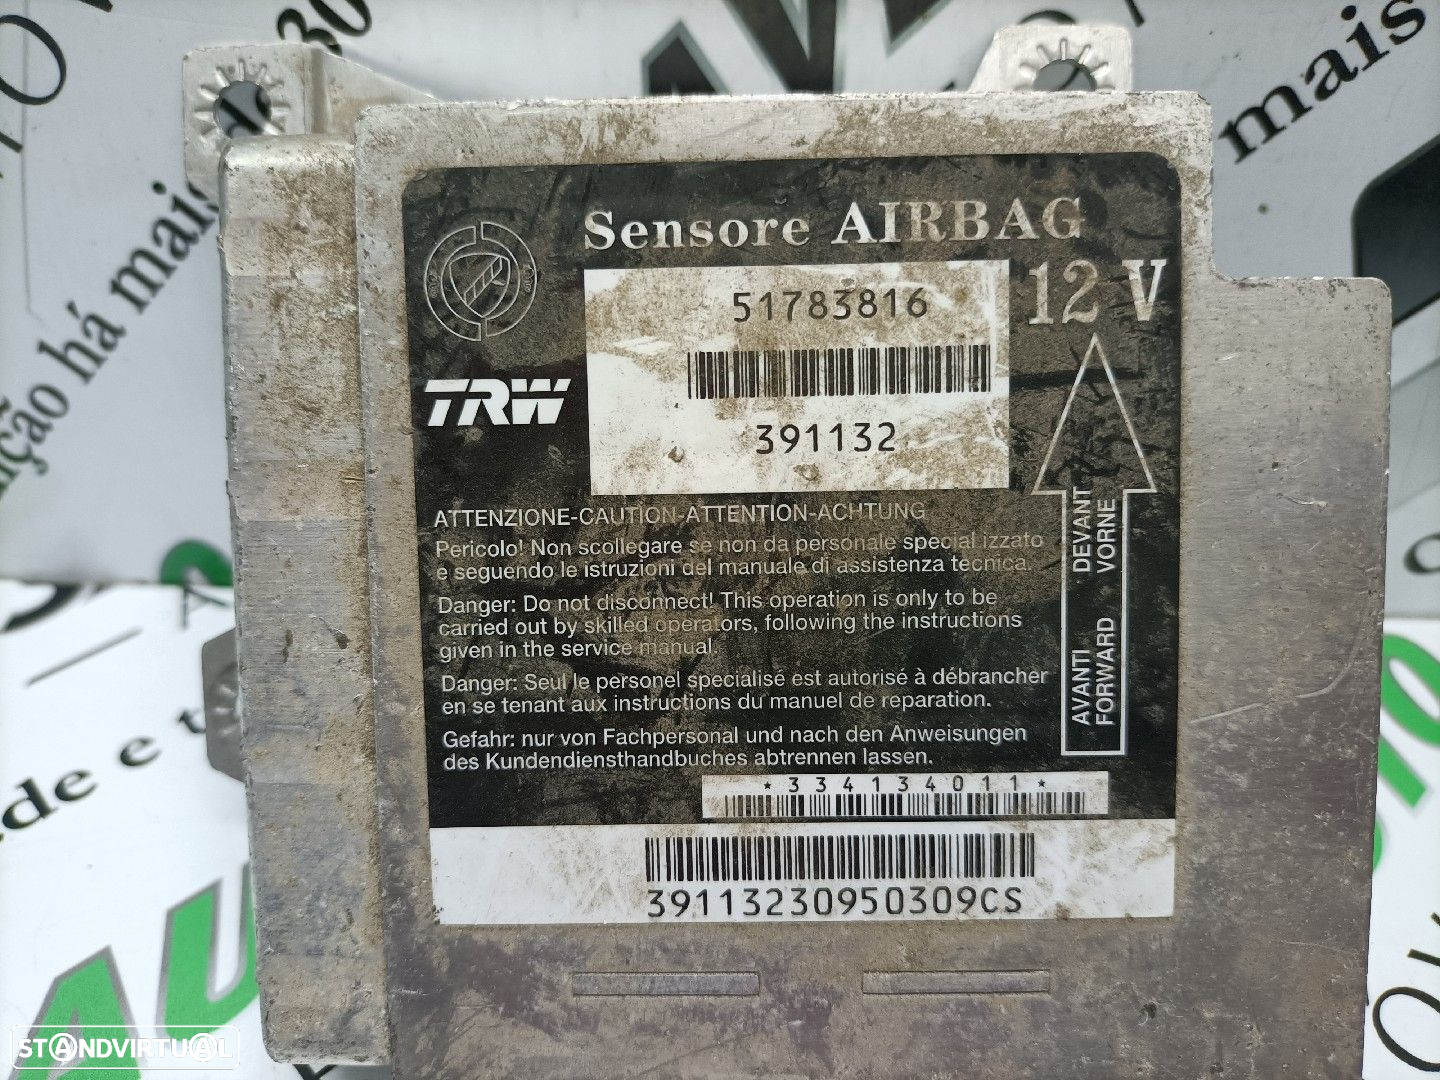 Sensore AIRBAG
51783816
12 V
TRW
391132
ATTENZIONE-CAUTION-ATTENTION-ACHTUNG
Pericolo! Non scollegare se non da personale specializzato
e seguendo le istruzioni del manuale di assistenza tecnica.
Danger: Do not disconnect! This operation is only to be
carried out by skilled operators, following the instructions
given in the service manual.
Danger: Seul le personel specialisé est autorisé à débrancher
en se tenant aux instructions du manuel de reparation.
Gefahr: nur von Fachpersonal und nach den Anweisungen
des Kundendiensthandbuches abtrennen lassen.
AVANTI DEVANT
FORWARD VORNE
*334134011*
39113230950309CS
STANDVIRTUAL
30
mais
há mais
de e